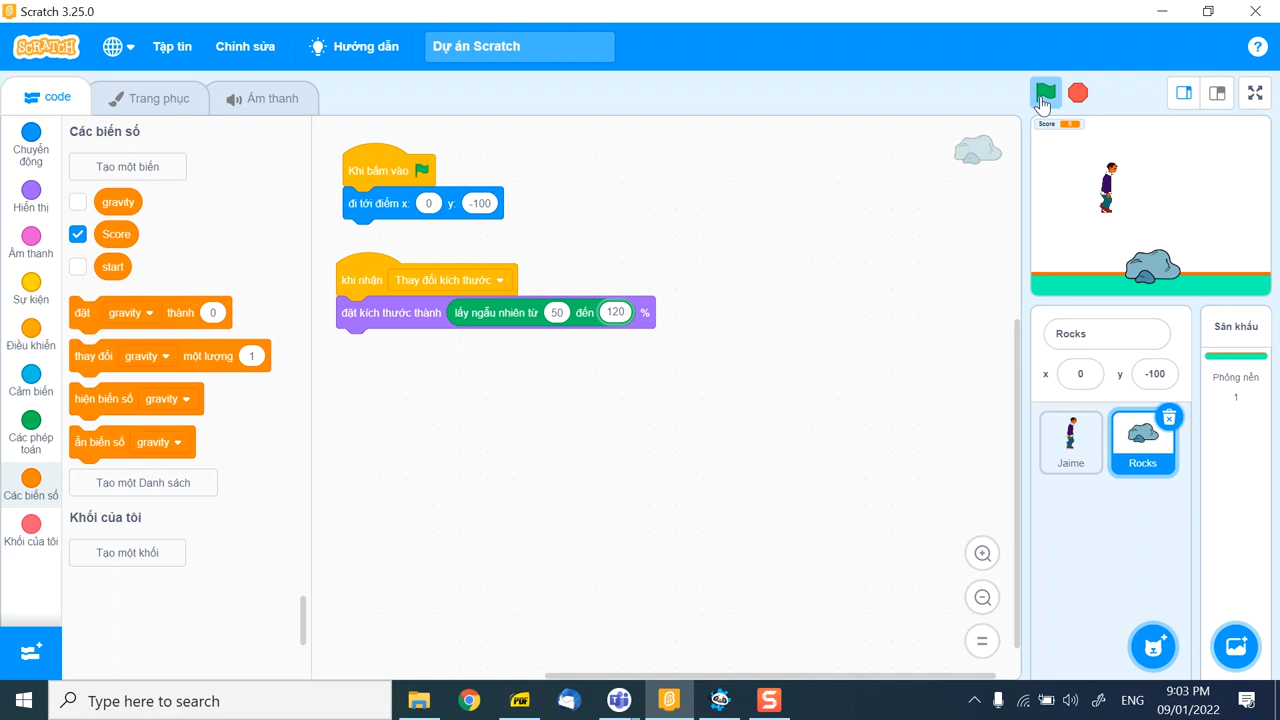 Scratch 3.25.0
SCRATCH
Tập tin
Chỉnh sửa
Hướng dẫn
Dự án Scratch
?
code
Trang phục
Âm thanh
Chuyển động
Hiển thị
Âm thanh
Sự kiện
Điều khiển
Cảm biến
Các phép toán
Các biến số
Khối của tôi
Các biến số
Tạo một biến
gravity
Score
start
đặt gravity thành 0
thay đổi gravity một lượng 1
hiện biến số gravity
ẩn biến số gravity
Tạo một Danh sách
Khối của tôi
Tạo một khối
Khi bấm vào
đi tới điểm x: 0 y: -100
khi nhận Thay đổi kích thước
đặt kích thước thành lấy ngẫu nhiên từ 50 đến 120 %
Score 5
Rocks
x 0 y -100
Jaime
Rocks
Sân khấu
Phông nền
1
Type here to search
PDF
ENG
9:03 PM
09/01/2022